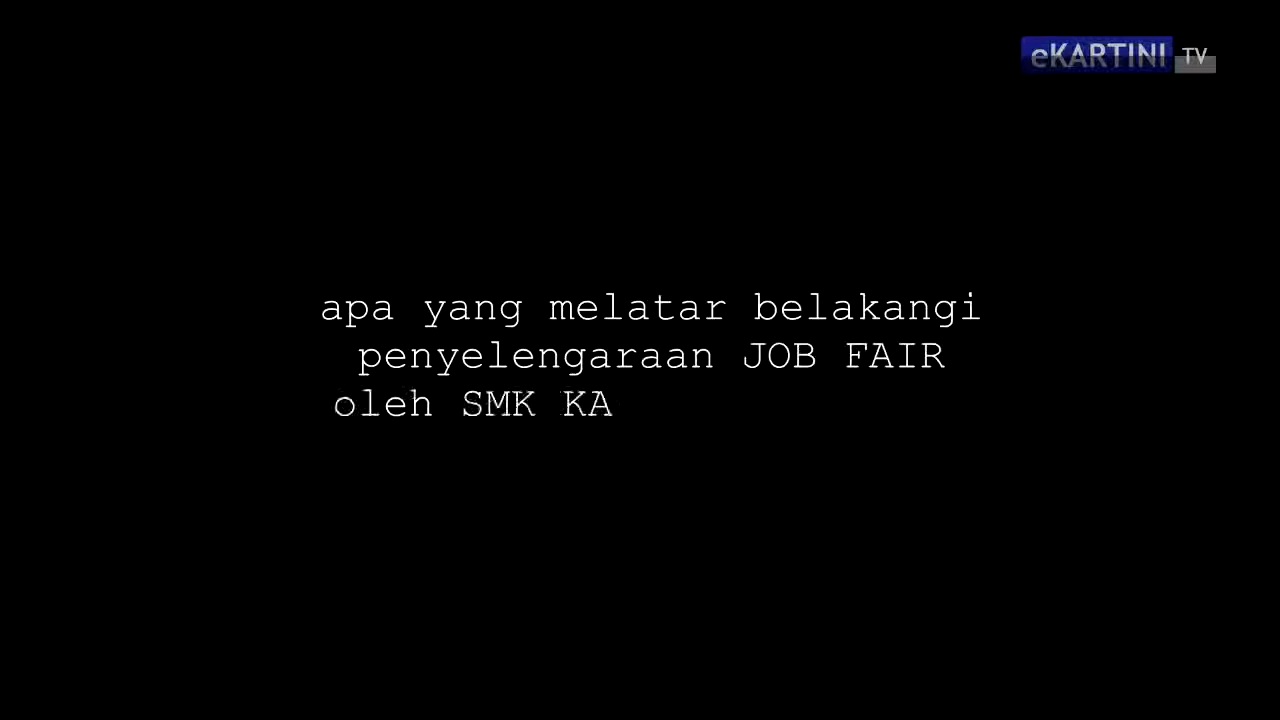 eKARTINI TV
apa yang melatar belakangi
penyelengaraan JOB FAIR
oleh SMK KA